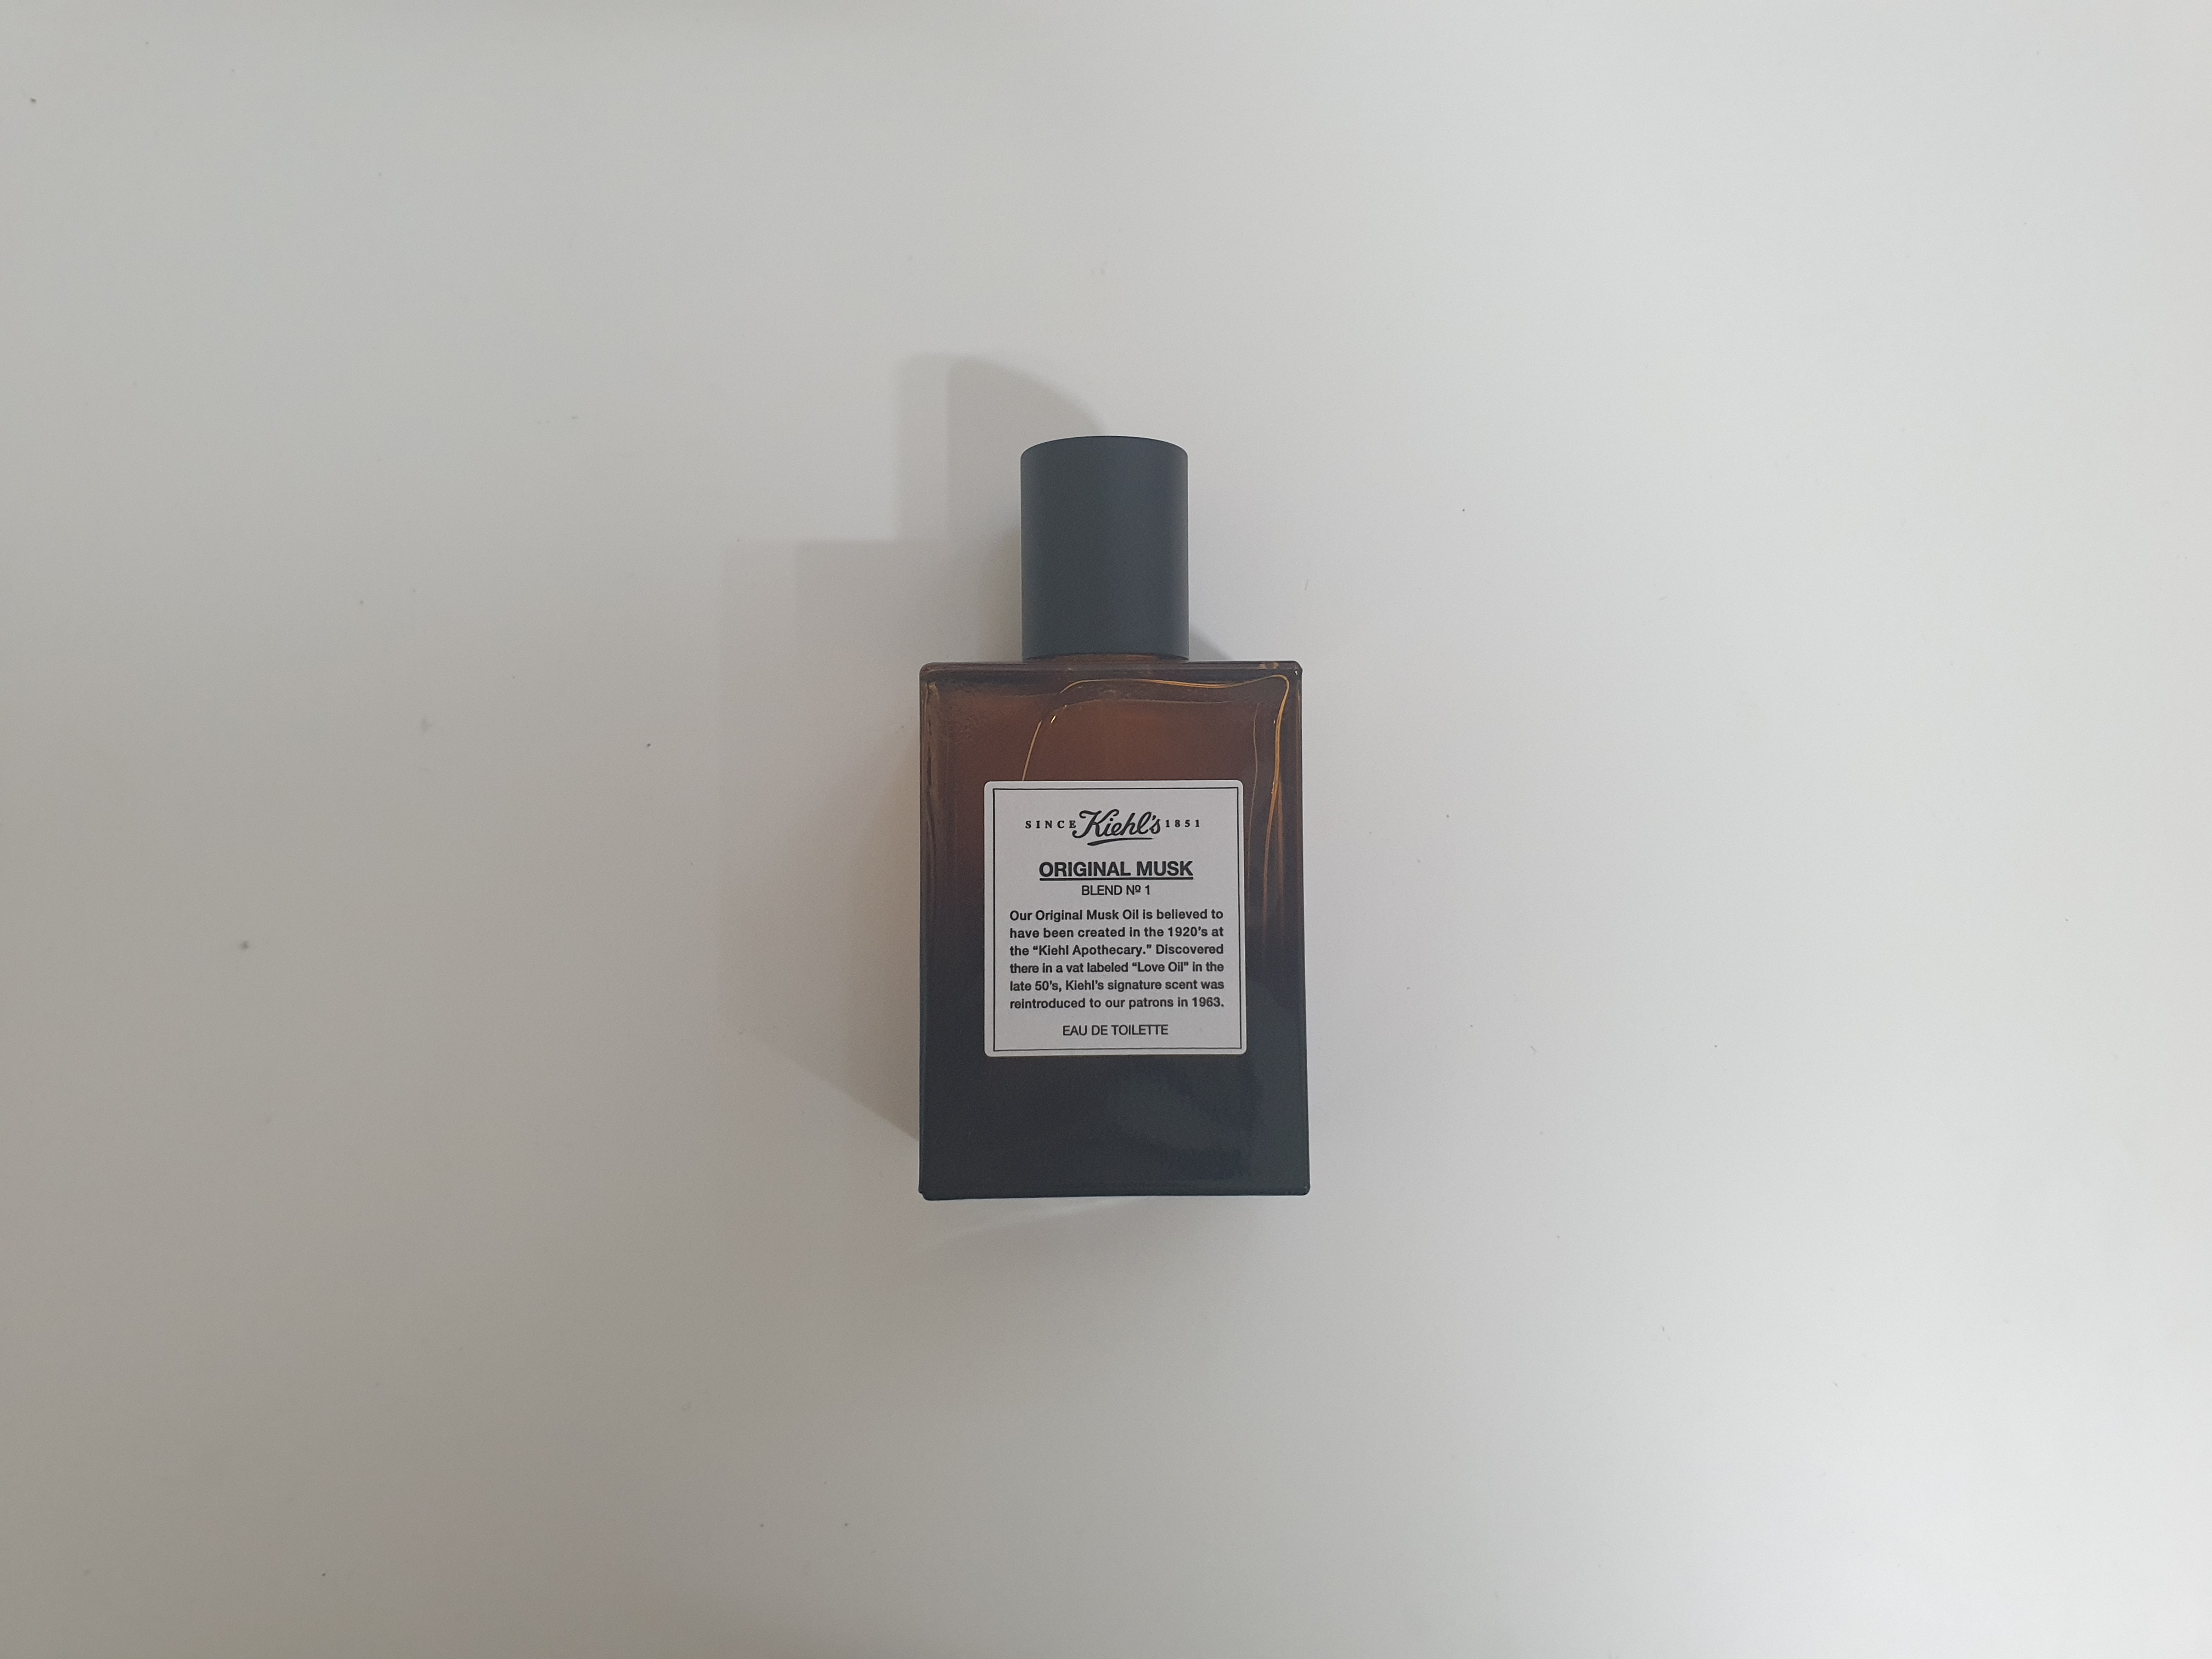 SINCE Kiehl's 1851
ORIGINAL MUSK
BLEND Nº 1
Our Original Musk Oil is believed to
have been created in the 1920's at
the “Kiehl Apothecary.” Discovered
there in a vat labeled “Love Oil” in the
late 50's, Kiehl's signature scent was
reintroduced to our patrons in 1963.
EAU DE TOILETTE